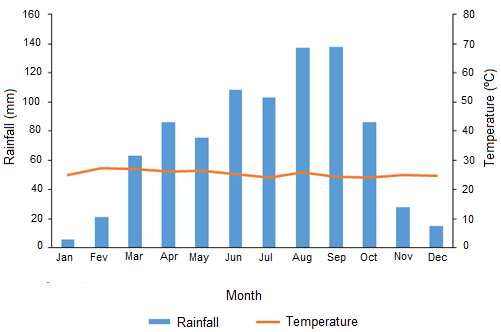 160 80
140 70
120 60
100 50
80 40
60 30
40 20
20 10
0 0
Rainfall (mm)
Temperature (ºC)
Jan Fev Mar Apr May Jun Jul Aug Sep Oct Nov Dec
Month
Rainfall Temperature